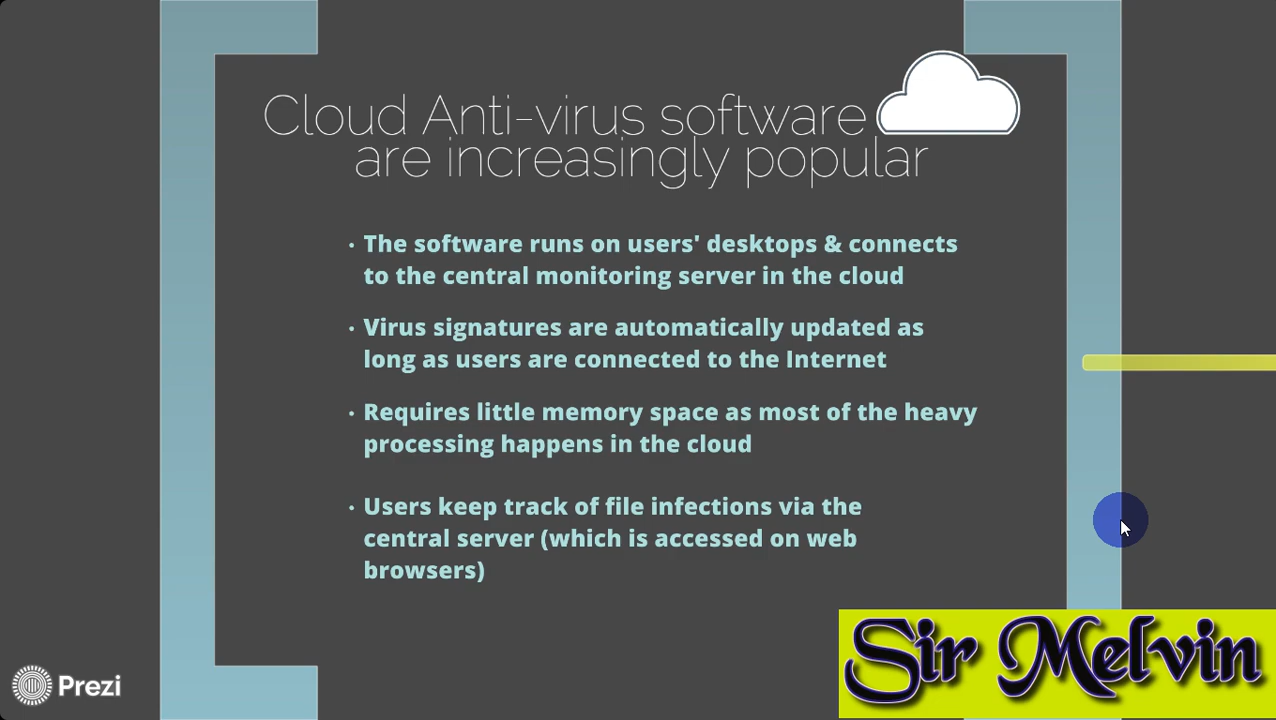 Cloud Anti-virus software
are increasingly popular
• The software runs on users' desktops & connects
to the central monitoring server in the cloud
• Virus signatures are automatically updated as
long as users are connected to the Internet
• Requires little memory space as most of the heavy
processing happens in the cloud
• Users keep track of file infections via the
central server (which is accessed on web
browsers)
Prezi
Sir Melvin